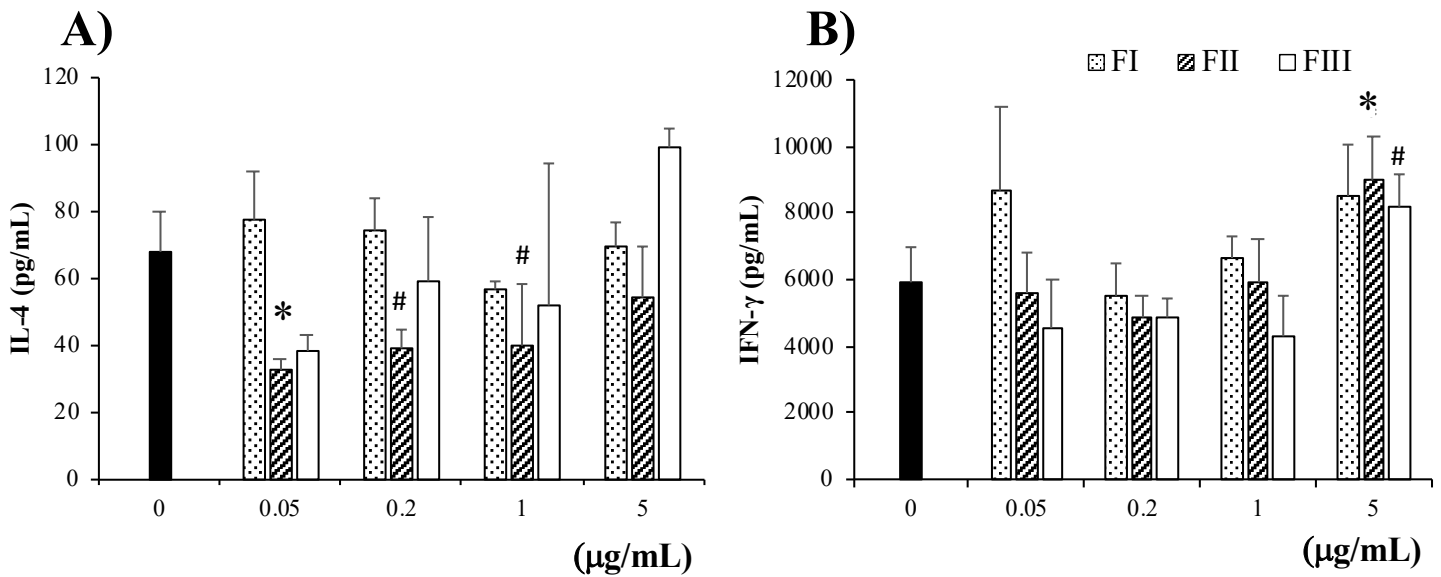 A)
IL-4 (pg/mL)
120
100
80
60
40
20
0
*
#
#
0 0.05 0.2 1 5
(μg/mL)
B)
FI FII FIII
IFN-γ (pg/mL)
12000
10000
8000
6000
4000
2000
0
*
#
0 0.05 0.2 1 5
(μg/mL)